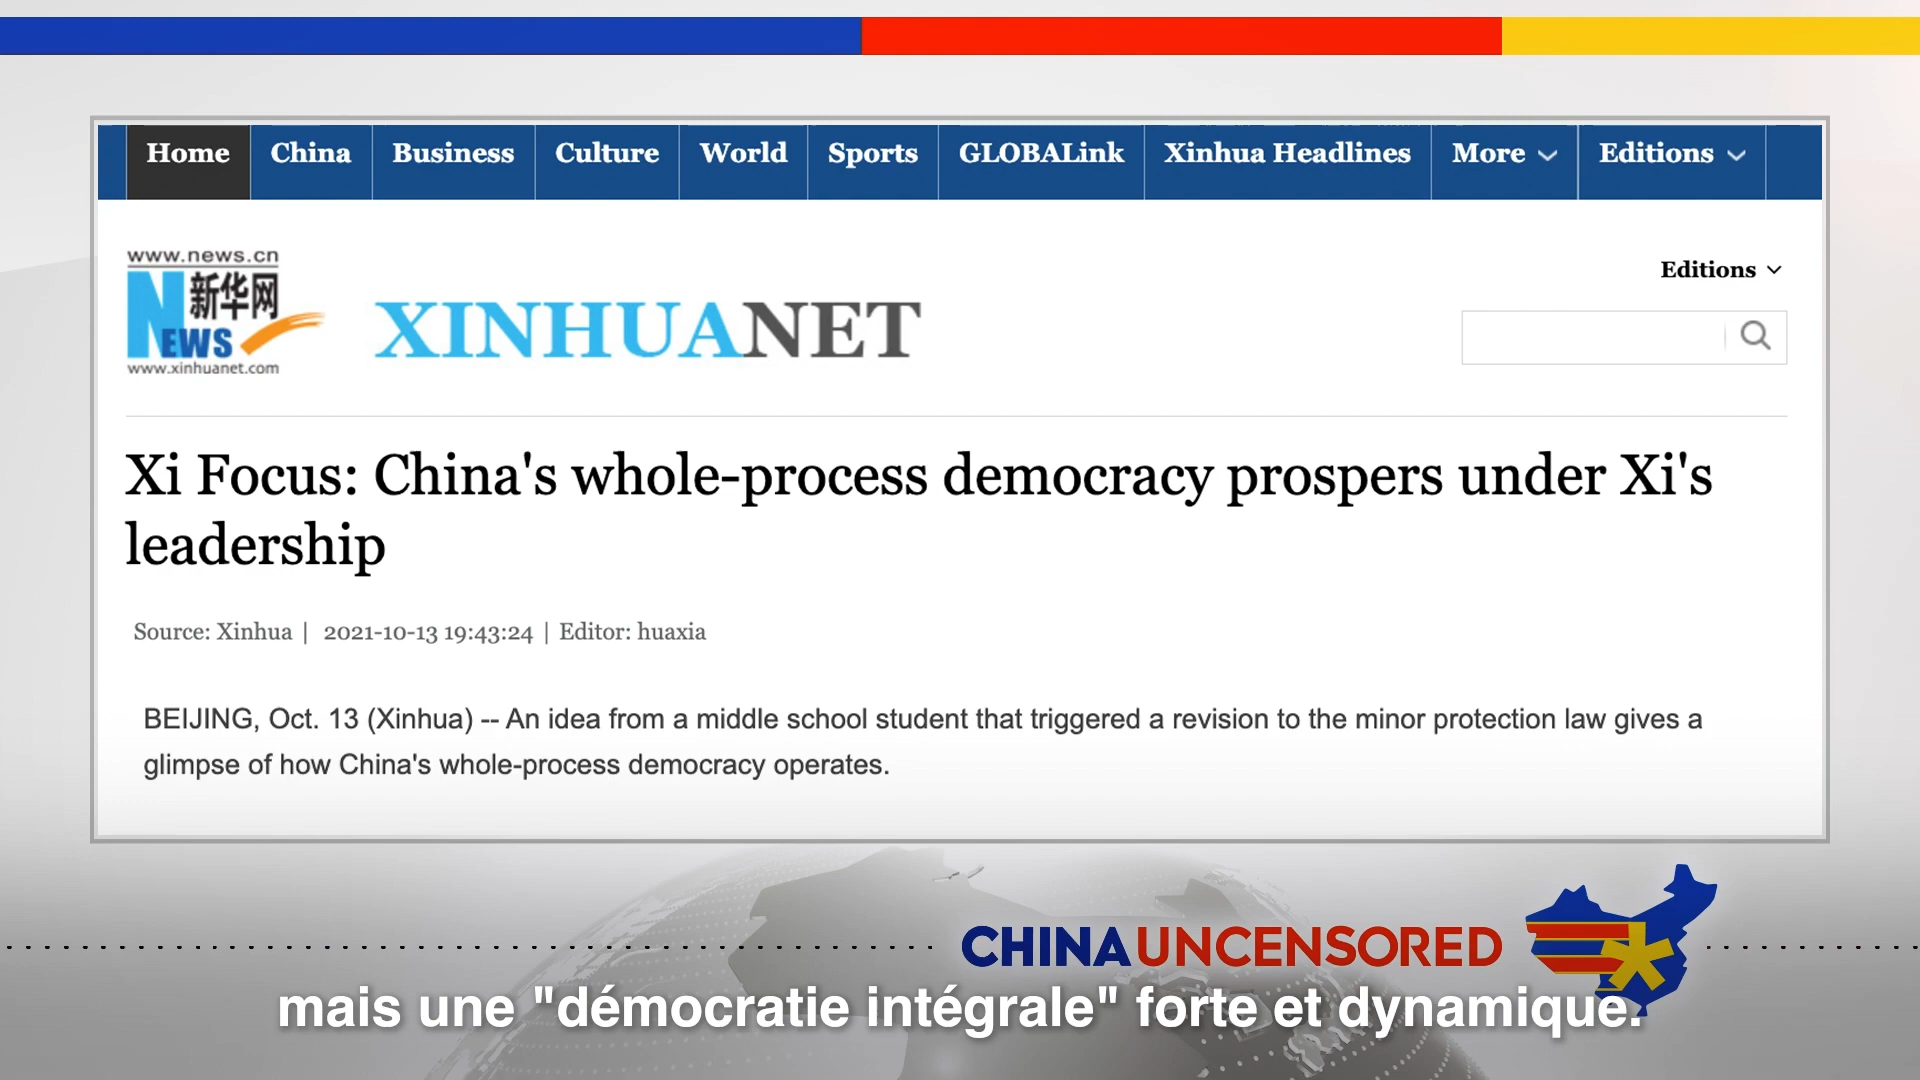 Home China Business Culture World Sports GLOBALink Xinhua Headlines More Editions
www.news.cn
新华网
NEWS
www.xinhuanet.com
XINHUANET
Editions
Xi Focus: China's whole-process democracy prospers under Xi's
leadership
Source: Xinhua | 2021-10-13 19:43:24 | Editor: huaxia
BEIJING, Oct. 13 (Xinhua) -- An idea from a middle school student that triggered a revision to the minor protection law gives a
glimpse of how China's whole-process democracy operates.
CHINA UNCENSORED
mais une "démocratie intégrale" forte et dynamique.